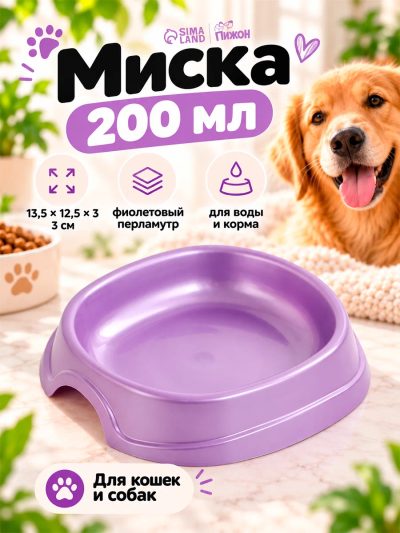 SIMA
LAND
ПИЖОН
Миска
200 мл
13,5 × 12,5 × 3
3 см
фиолетовый
перламутр
для воды
и корма
Для кошек
и собак